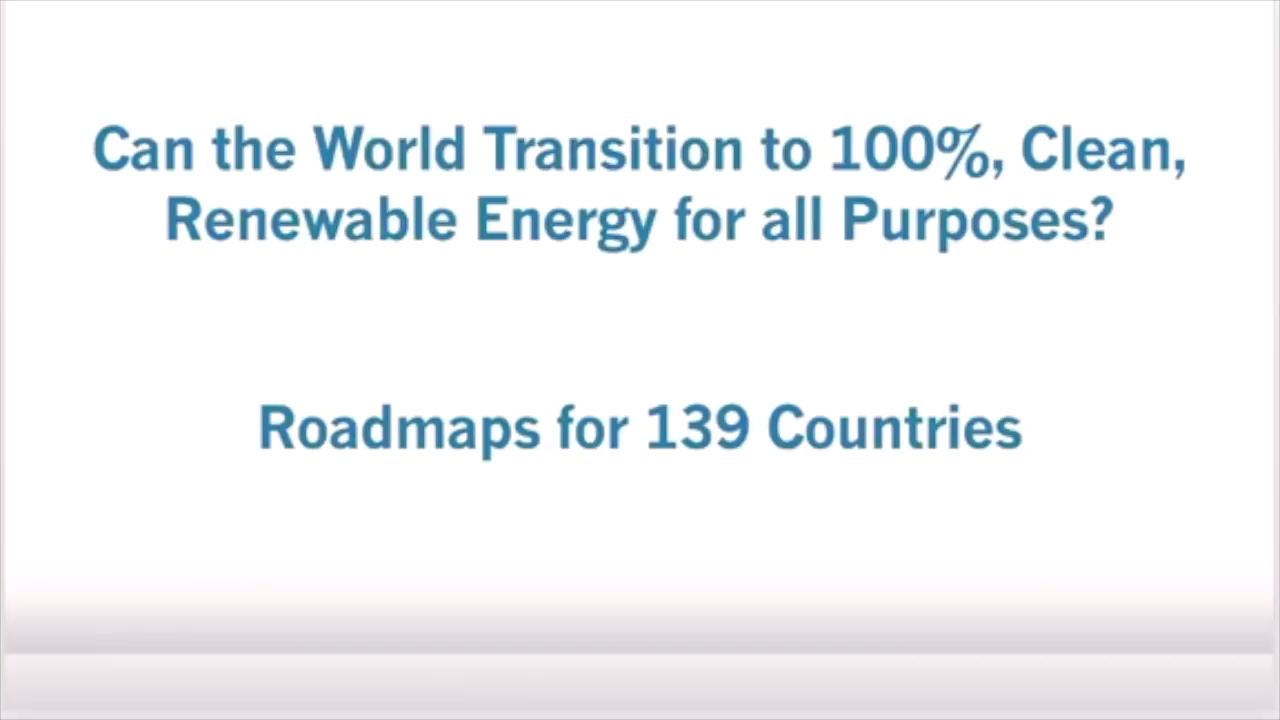 Can the World Transition to 100%, Clean,
Renewable Energy for all Purposes?
Roadmaps for 139 Countries